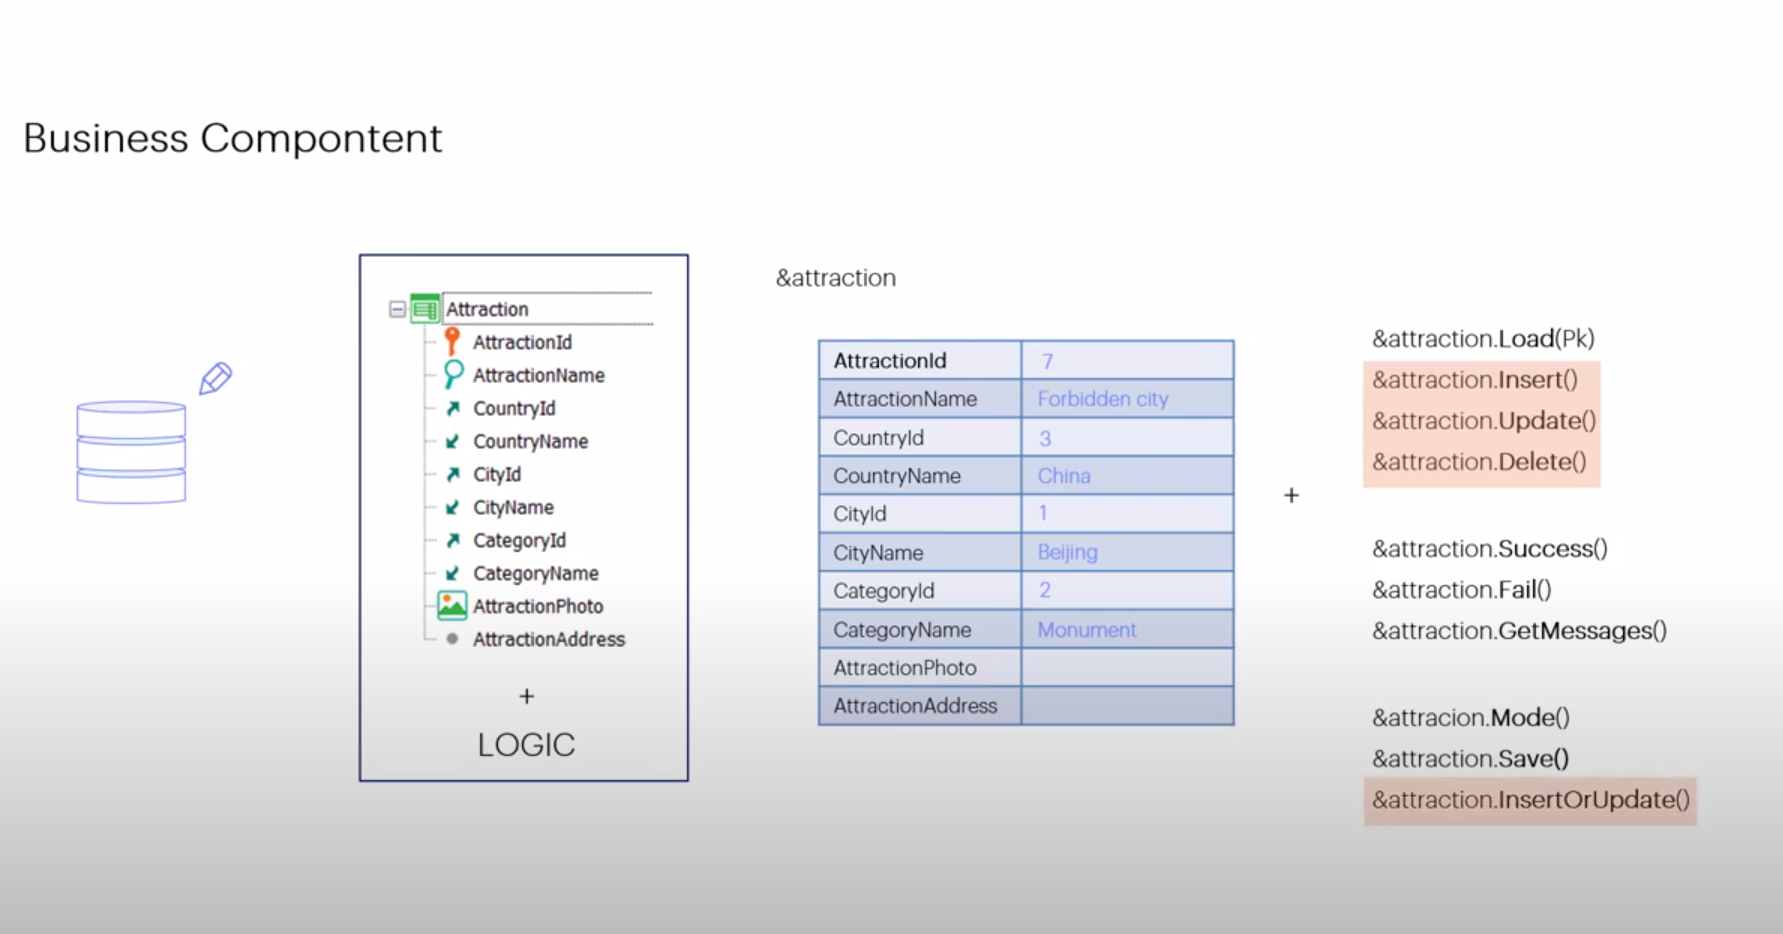 Business Compontent
Attraction
AttractionId
AttractionName
CountryId
CountryName
CityId
CityName
CategoryId
CategoryName
AttractionPhoto
AttractionAddress
+
LOGIC
&attraction
AttractionId 7
AttractionName Forbidden city
CountryId 3
CountryName China
CityId 1
CityName Beijing
CategoryId 2
CategoryName Monument
AttractionPhoto
AttractionAddress
+
&attraction.Load(Pk)
&attraction.Insert()
&attraction.Update()
&attraction.Delete()
&attraction.Success()
&attraction.Fail()
&attraction.GetMessages()
&attracion.Mode()
&attraction.Save()
&attraction.InsertOrUpdate()